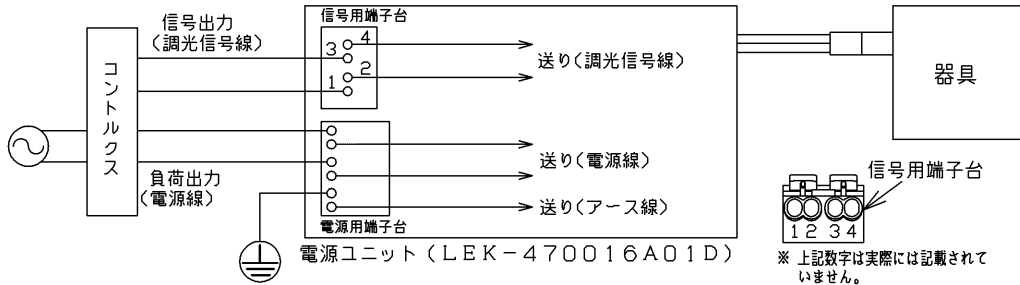 信号出力
(調光信号線)
コントルクス
負荷出力
(電源線)
信号用端子台
4
3
2
1
送り(調光信号線)
送り(電源線)
送り(アース線)
電源用端子台
電源ユニット(LEK-470016A01D)
器具
信号用端子台
1 2 3 4
※ 上記数字は実際には記載されて
いません。